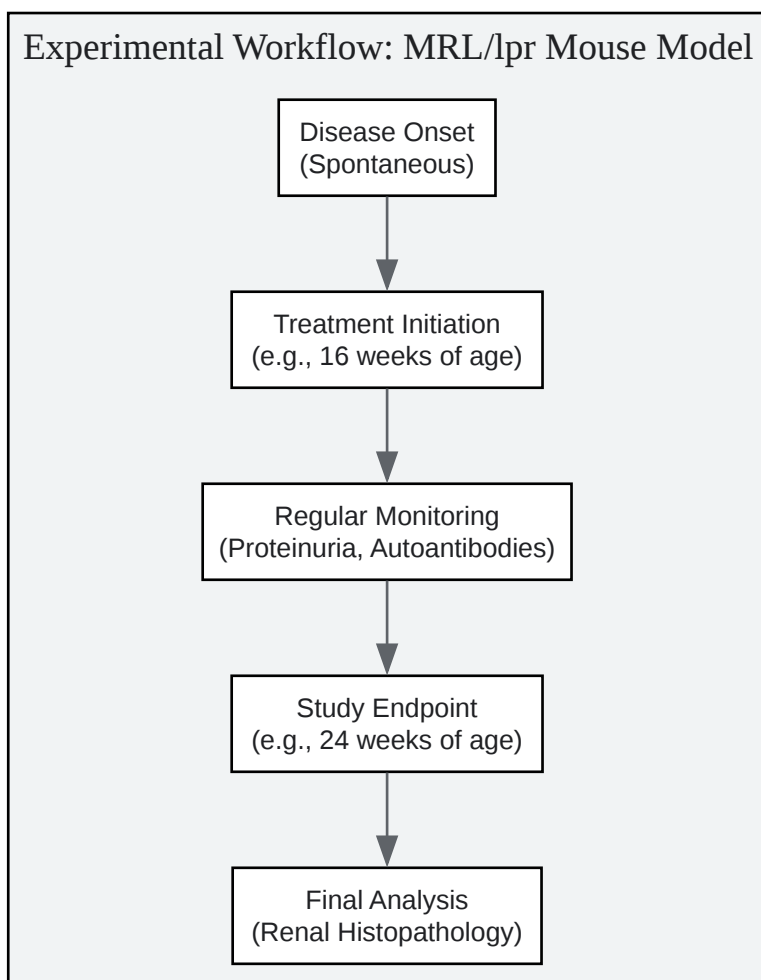 Experimental Workflow: MRL/lpr Mouse Model
Disease Onset
(Spontaneous)
Treatment Initiation
(e.g., 16 weeks of age)
Regular Monitoring
(Proteinuria, Autoantibodies)
Study Endpoint
(e.g., 24 weeks of age)
Final Analysis
(Renal Histopathology)